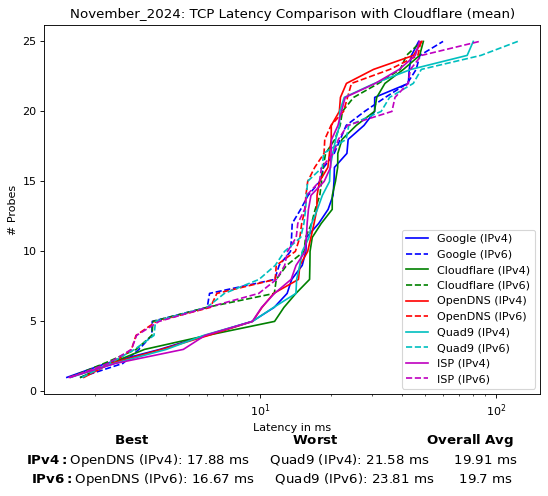 November_2024: TCP Latency Comparison with Cloudflare (mean)
25
20
15
10
5
0
# Probes
Google (IPv4)
Google (IPv6)
Cloudflare (IPv4)
Cloudflare (IPv6)
OpenDNS (IPv4)
OpenDNS (IPv6)
Quad9 (IPv4)
Quad9 (IPv6)
ISP (IPv4)
ISP (IPv6)
10^1 10^2
Latency in ms
Best Worst Overall Avg
IPv4: OpenDNS (IPv4): 17.88 ms Quad9 (IPv4): 21.58 ms 19.91 ms
IPv6: OpenDNS (IPv6): 16.67 ms Quad9 (IPv6): 23.81 ms 19.7 ms